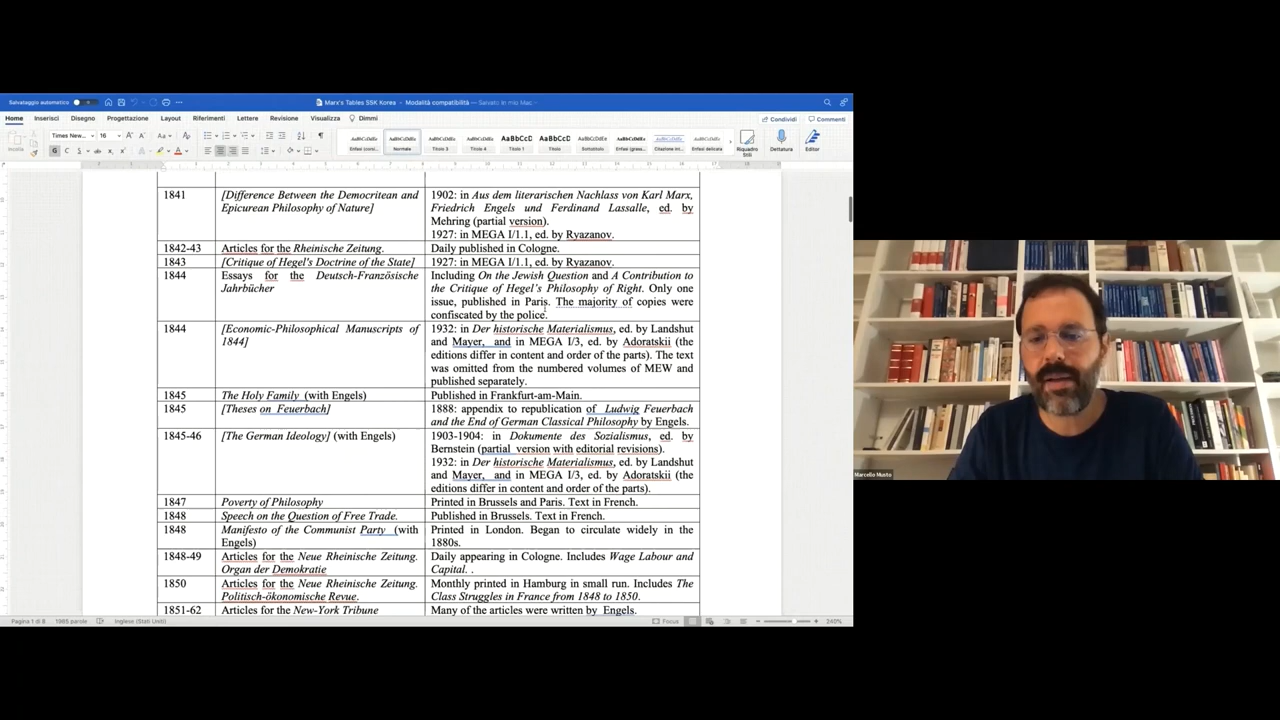 Salvataggio automatico
Marx's Tables SSK Korea - Modalità compatibilità — Salvato in mio Mac
Home Inserisci Disegno Progettazione Layout Riferimenti Lettere Revisione Visualizza Dimmi
Condividi Commenti
Times New... 16
Normale Titolo 3 Titolo 4 Titolo 1 Titolo Sottotitolo
Riquadro Stili Dettatura Editor
1841 [Difference Between the Democritean and 1902: in Aus dem literarischen Nachlass von Karl Marx,
Epicurean Philosophy of Nature] Friedrich Engels und Ferdinand Lassalle, ed. by
Mehring (partial version).
1927: in MEGA I/1.1, ed. by Ryazanov.
1842-43 Articles for the Rheinische Zeitung. Daily published in Cologne.
1843 [Critique of Hegel's Doctrine of the State] 1927: in MEGA I/1.1, ed. by Ryazanov.
1844 Essays for the Deutsch-Französische Including On the Jewish Question and A Contribution to
Jahrbücher the Critique of Hegel's Philosophy of Right. Only one
issue, published in Paris. The majority of copies were
confiscated by the police.
1844 [Economic-Philosophical Manuscripts of 1932: in Der historische Materialismus, ed. by Landshut
1844] and Mayer, and in MEGA I/3, ed. by Adoratskii (the
editions differ in content and order of the parts). The text
was omitted from the numbered volumes of MEW and
published separately.
1845 The Holy Family (with Engels) Published in Frankfurt-am-Main.
1845 [Theses on Feuerbach] 1888: appendix to republication of Ludwig Feuerbach
and the End of German Classical Philosophy by Engels.
1845-46 [The German Ideology] (with Engels) 1903-1904: in Dokumente des Sozialismus, ed. by
Bernstein (partial version with editorial revisions).
1932: in Der historische Materialismus, ed. by Landshut
and Mayer, and in MEGA I/3, ed. by Adoratskii (the
editions differ in content and order of the parts).
1847 Poverty of Philosophy Printed in Brussels and Paris. Text in French.
1848 Speech on the Question of Free Trade. Published in Brussels. Text in French.
1848 Manifesto of the Communist Party (with Printed in London. Began to circulate widely in the
Engels) 1880s.
1848-49 Articles for the Neue Rheinische Zeitung. Daily appearing in Cologne. Includes Wage Labour and
Organ der Demokratie Capital. .
1850 Articles for the Neue Rheinische Zeitung. Monthly printed in Hamburg in small run. Includes The
Politisch-ökonomische Revue. Class Struggles in France from 1848 to 1850.
1851-62 Articles for the New-York Tribune Many of the articles were written by Engels.
Pagina 1 di 8 1985 parole Inglese (Stati Uniti) Focus 240%
Marcello Musto